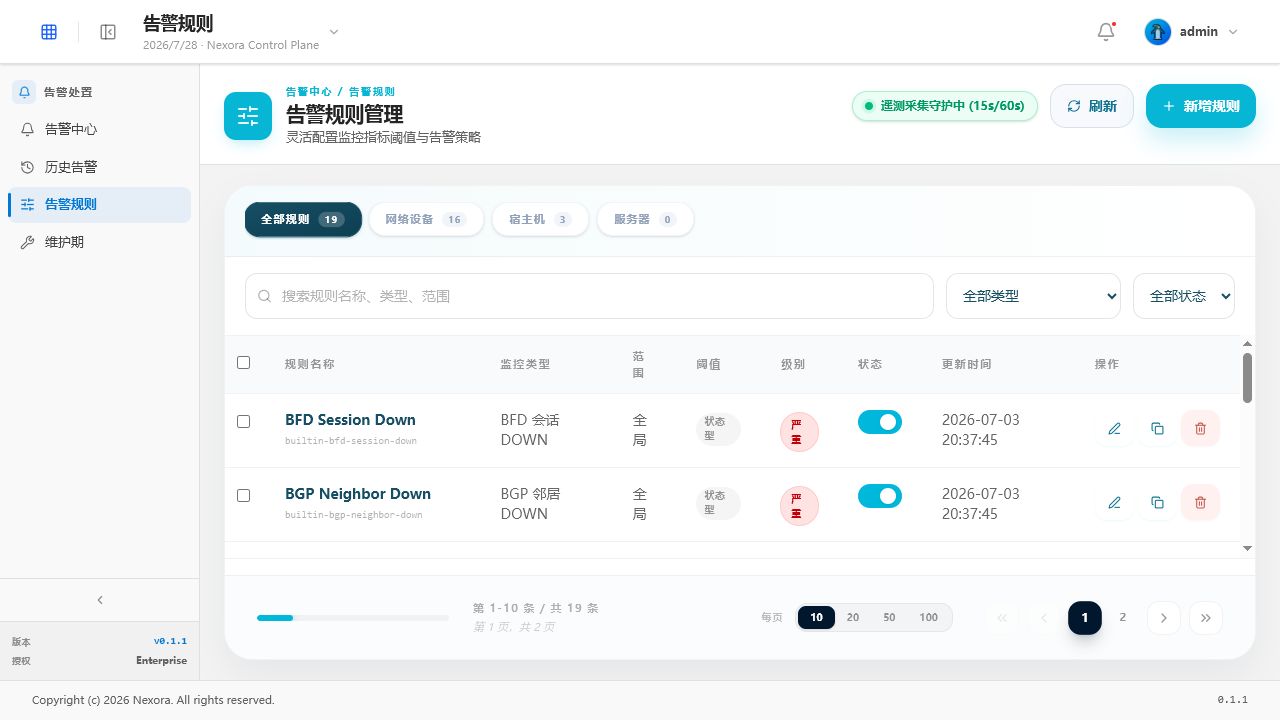 告警规则
2026/7/28 · Nexora Control Plane
admin
告警处置
告警中心
历史告警
告警规则
维护期
版本 v0.1.1
授权 Enterprise
告警中心 / 告警规则
告警规则管理
灵活配置监控指标阈值与告警策略
遥测采集守护中 (15s/60s)
刷新
新增规则
全部规则 19 网络设备 16 宿主机 3 服务器 0
搜索规则名称、类型、范围 全部类型 全部状态
规则名称 监控类型 范围 阈值 级别 状态 更新时间 操作
BFD Session Down
builtin-bfd-session-down
BFD 会话
DOWN
全局
状态型
严重
2026-07-03
20:37:45
BGP Neighbor Down
builtin-bgp-neighbor-down
BGP 邻居
DOWN
全局
状态型
严重
2026-07-03
20:37:45
第 1-10 条 / 共 19 条
第 1 页，共 2 页
每页 10 20 50 100
1 2
Copyright (c) 2026 Nexora. All rights reserved.
0.1.1